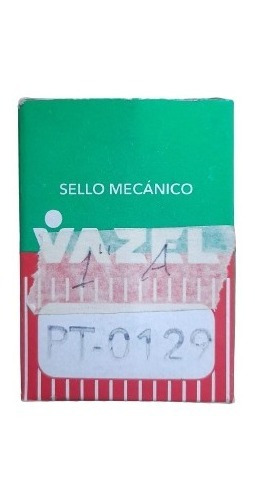 SELLO MECÁNICO
VAZEL
1" A
PT-0129